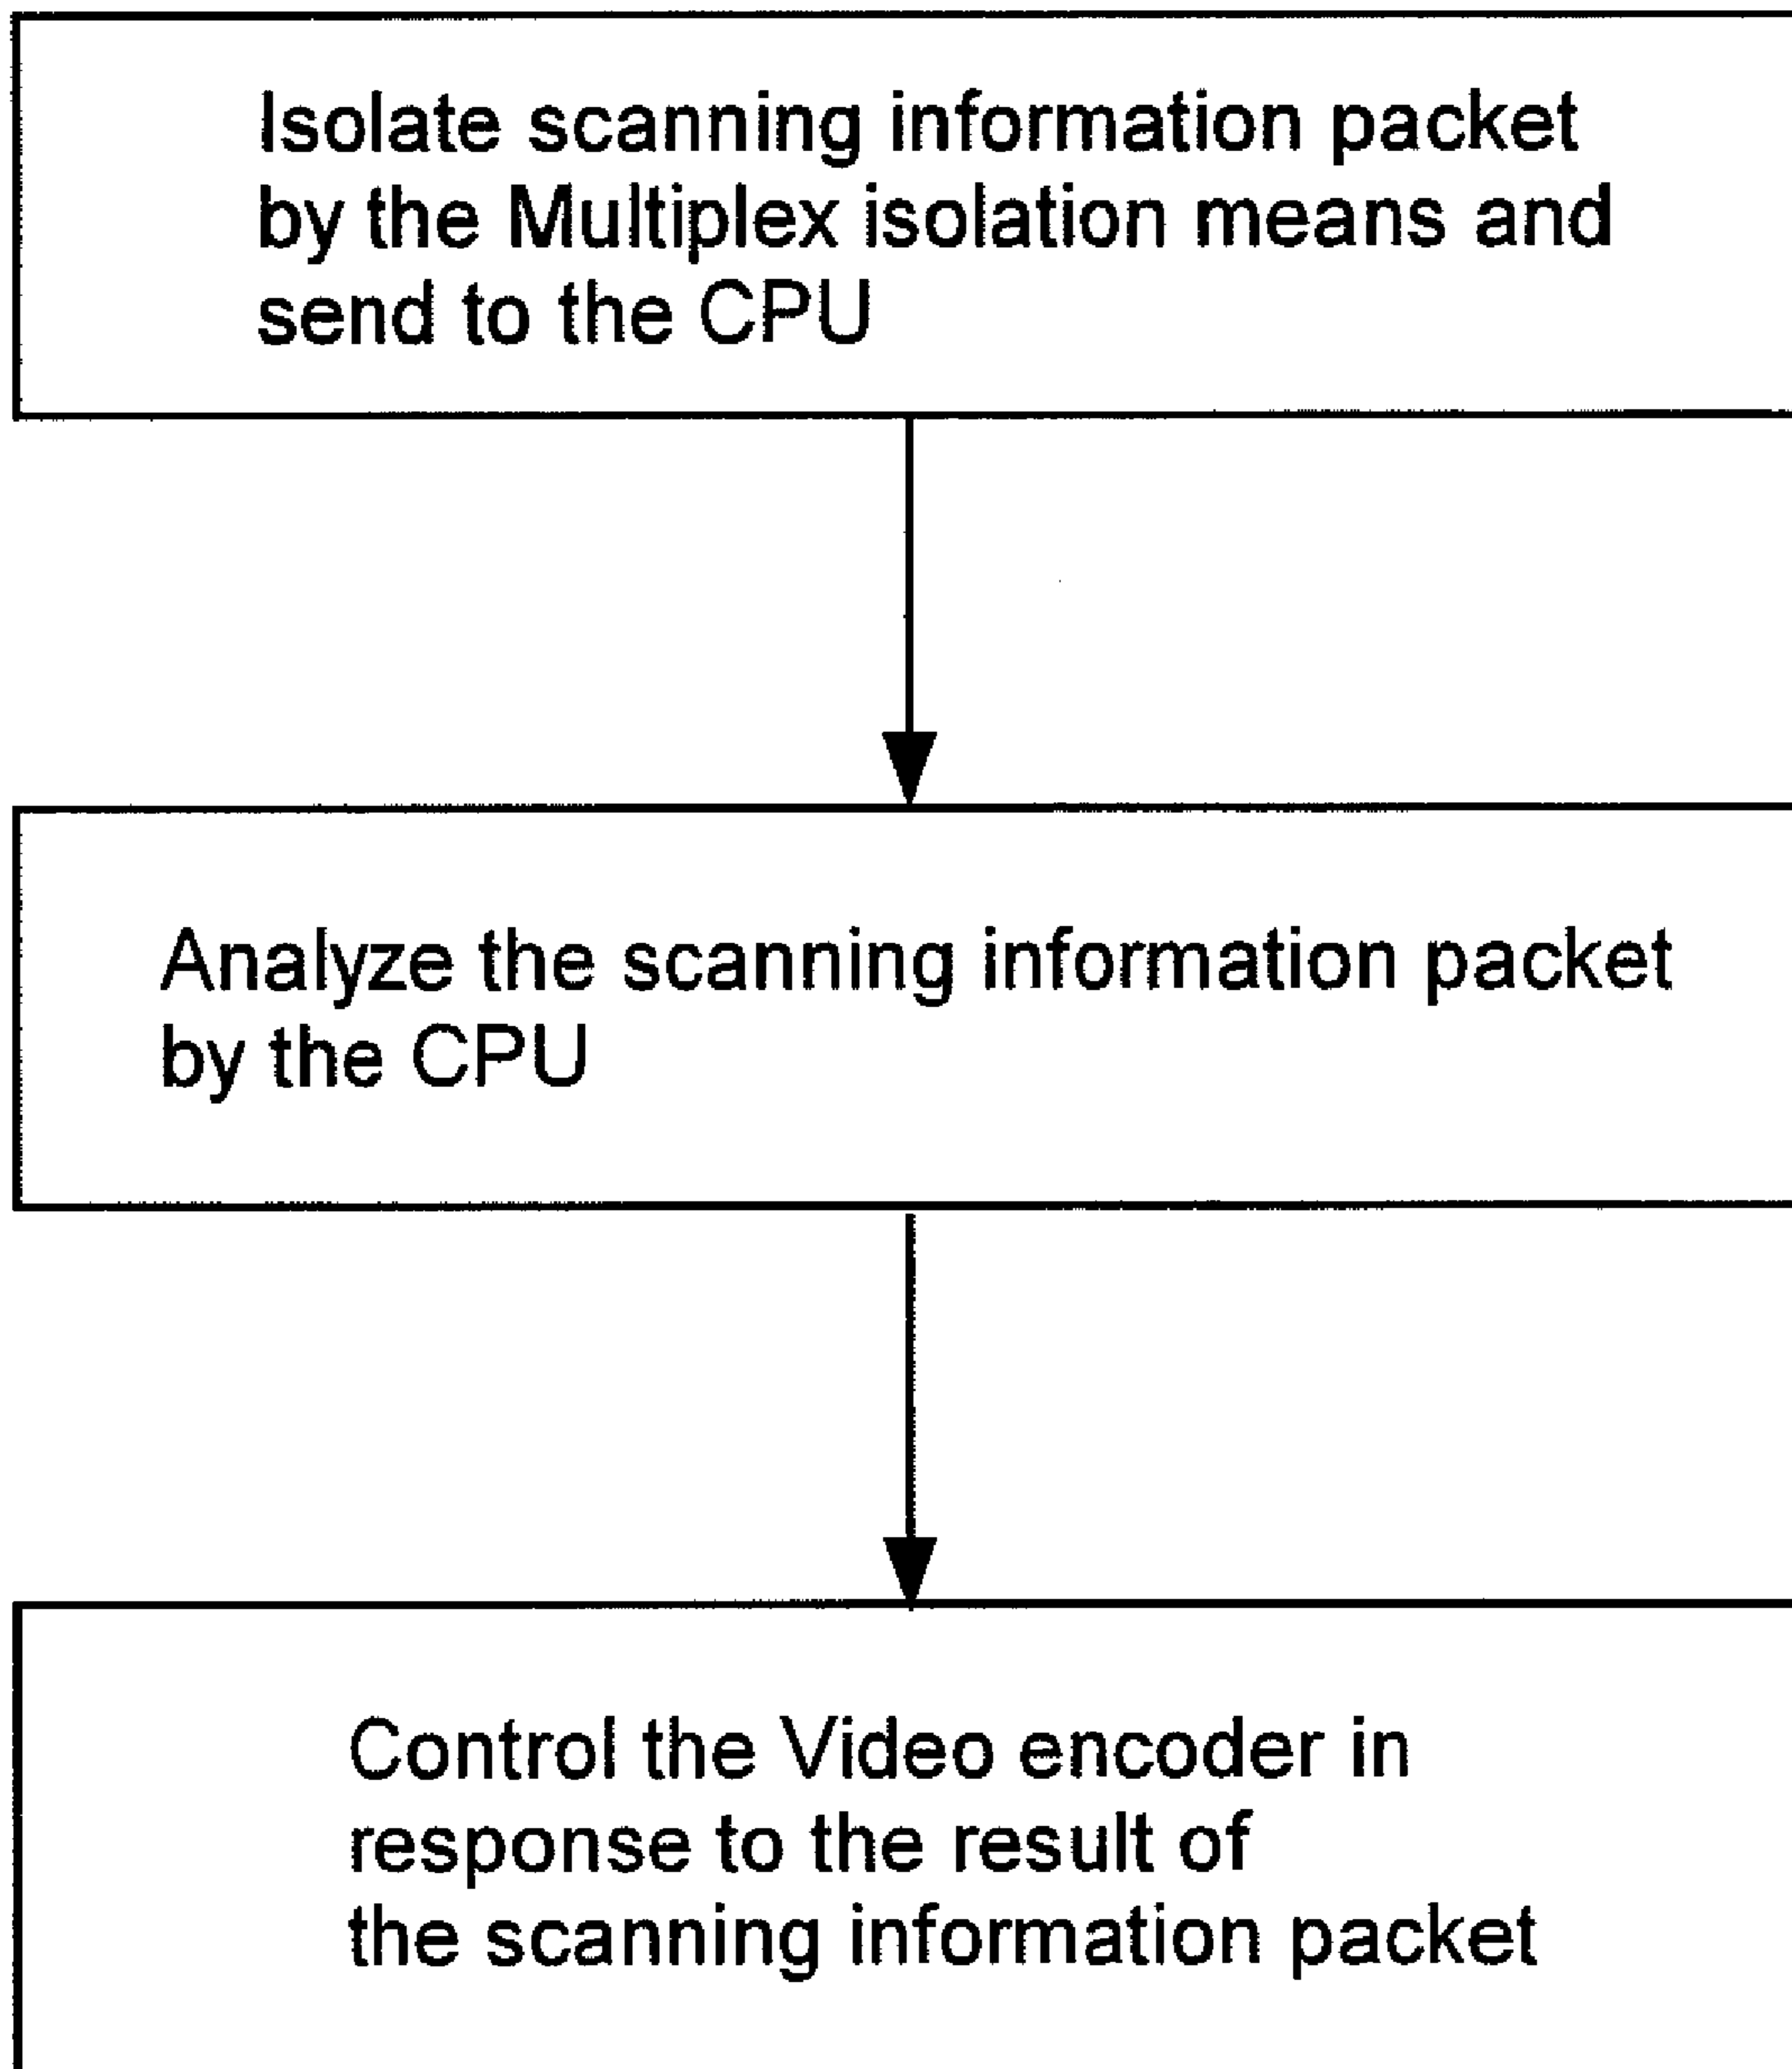 Isolate scanning information packet
by the Multiplex isolation means and
send to the CPU
Analyze the scanning information packet
by the CPU
Control the Video encoder in
response to the result of
the scanning information packet